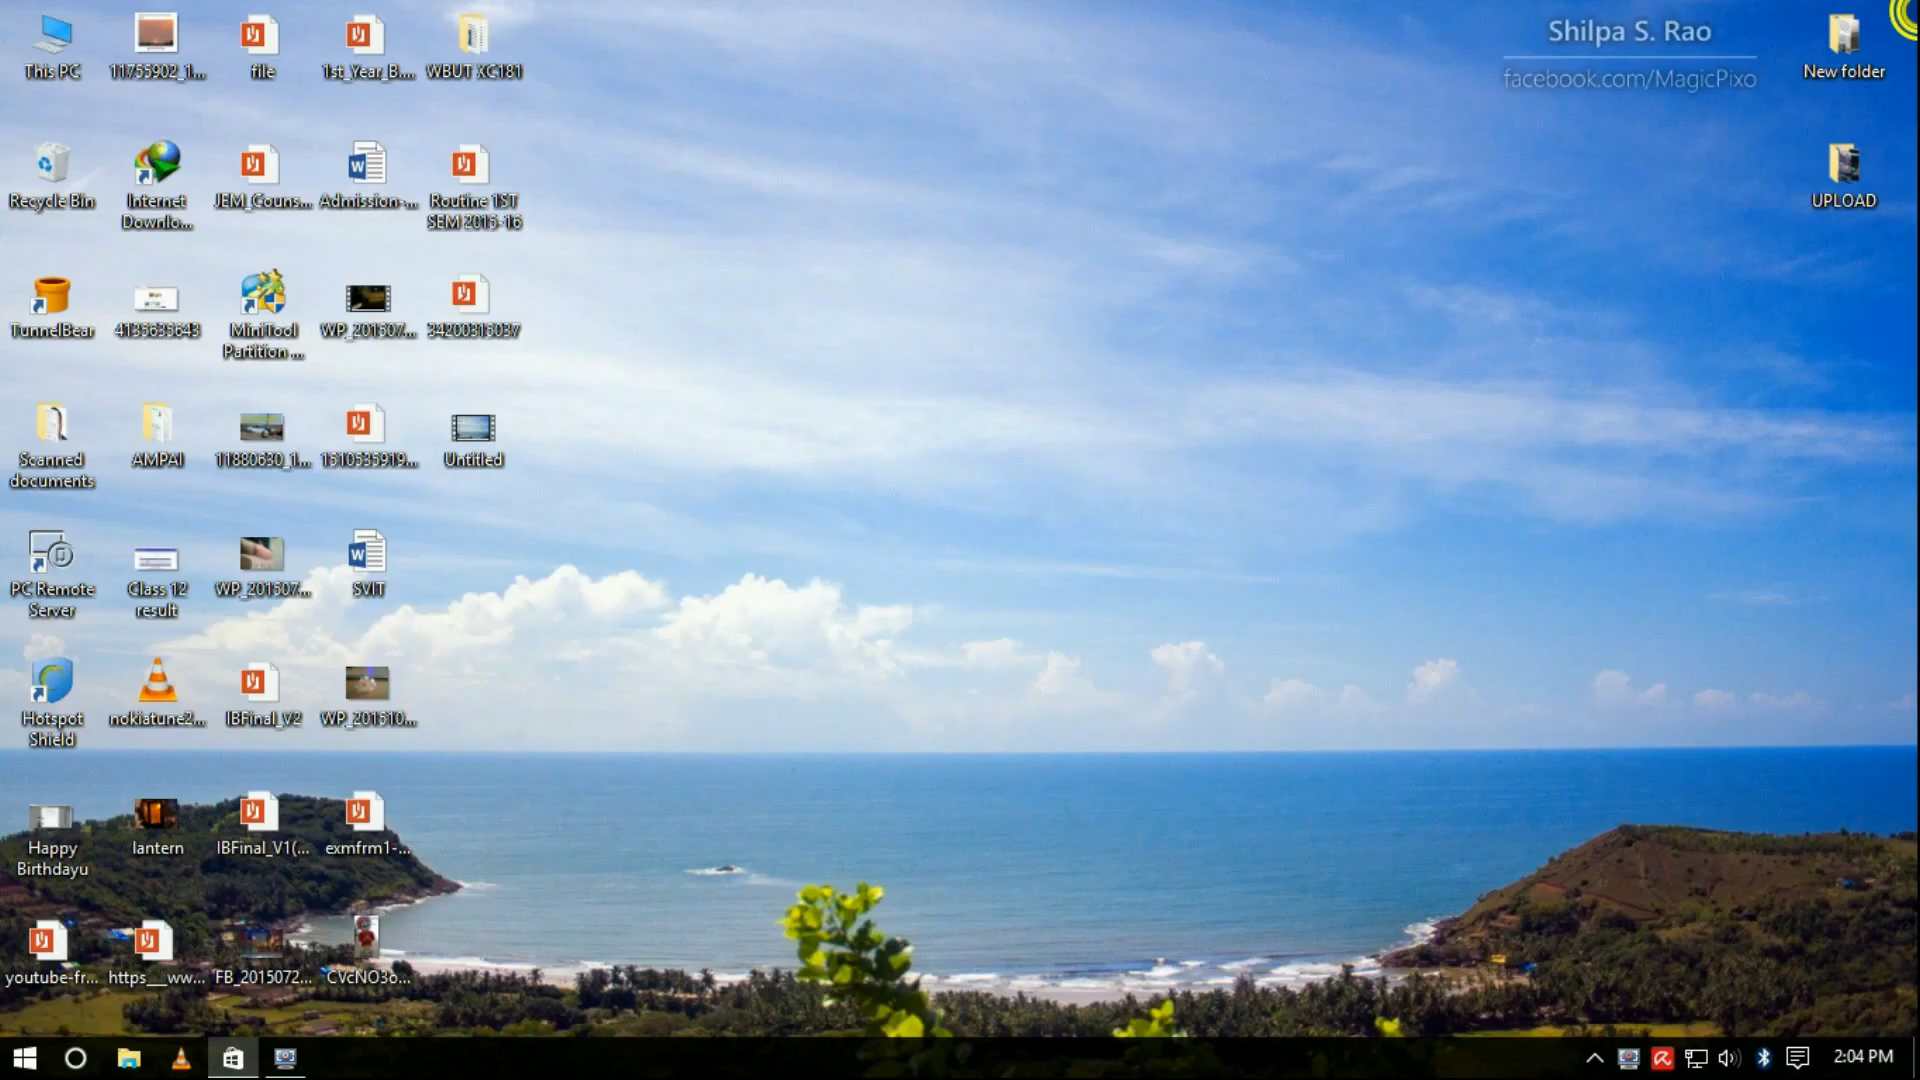 Shilpa S. Rao
facebook.com/MagicPixo
This PC
11755902_1...
file
1st_Year_B....
WBUT XC181
New folder
Recycle Bin
Internet
Downlo...
JEM_Couns...
Admission-...
Routine 1ST
SEM 2015-16
UPLOAD
TunnelBear
4135635643
MiniTool
Partition ...
WP_201507...
34200315037
Scanned
documents
AMPAI
11880630_1...
1510535919...
Untitled
PC Remote
Server
Class 12
result
WP_201507...
SVIT
Hotspot
Shield
nokiatune2...
IBFinal_V2
WP_201510...
Happy
Birthdayu
lantern
IBFinal_V1(...
exmfrm1-...
youtube-fr...
https__ww...
FB_2015072...
CVcNO3o...
2:04 PM